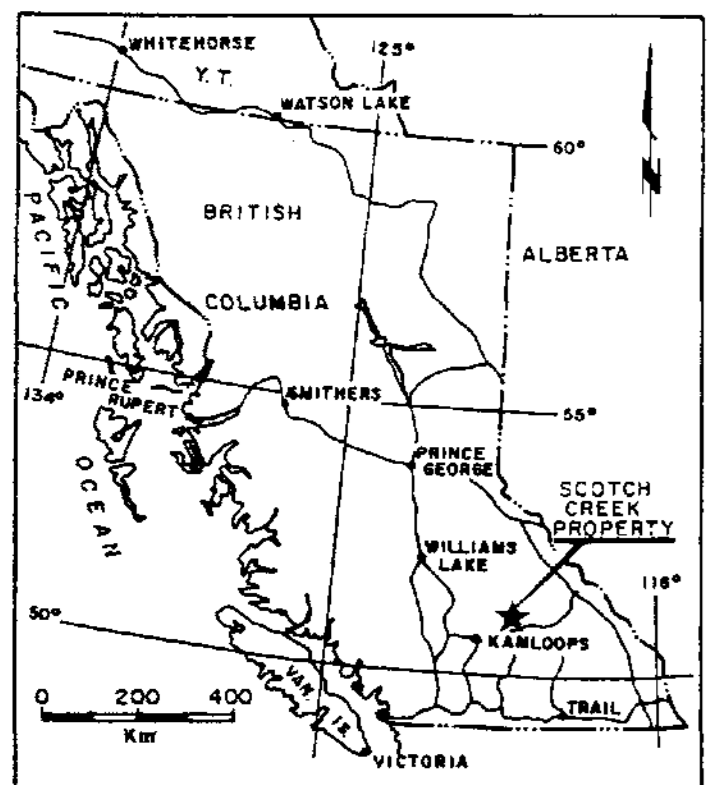 WHITEHORSE
125°
Y.T.
WATSON LAKE
60°
PACIFIC
BRITISH
ALBERTA
COLUMBIA
PRINCE
RUPERT
SMITHERS
134°
55°
PRINCE
GEORGE
OCEAN
SCOTCH
CREEK
PROPERTY
WILLIAMS
LAKE
116°
50°
KAMLOOPS
VAN. IS.
0 200 400
Km
TRAIL
VICTORIA